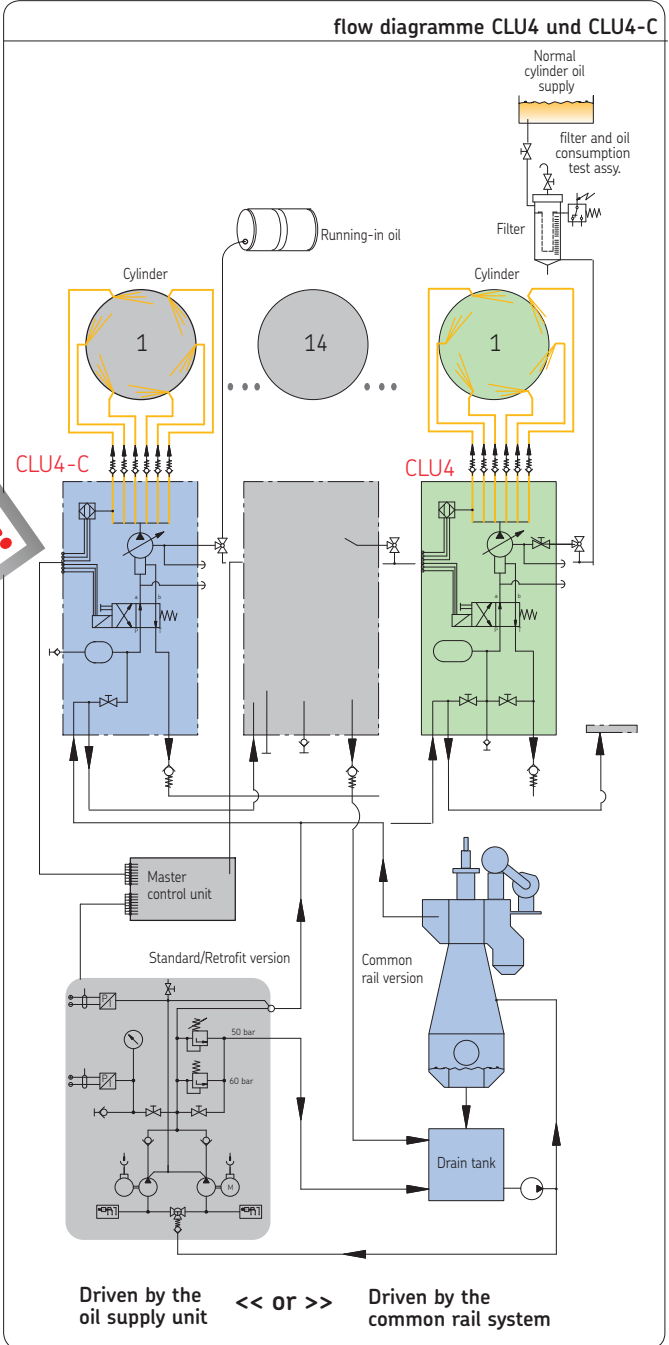 flow diagramme CLU4 und CLU4-C
Normal
cylinder oil
supply
filter and oil
consumption
test assy.
Filter
Running-in oil
Cylinder
1
14
Cylinder
1
CLU4-C
CLU4
a
b
P
T
a
b
P
T
Master
control unit
Standard/Retrofit version
Common
rail version
P
I
50 bar
P
I
60 bar
M
Drain tank
Driven by the
oil supply unit
<< or >>
Driven by the
common rail system